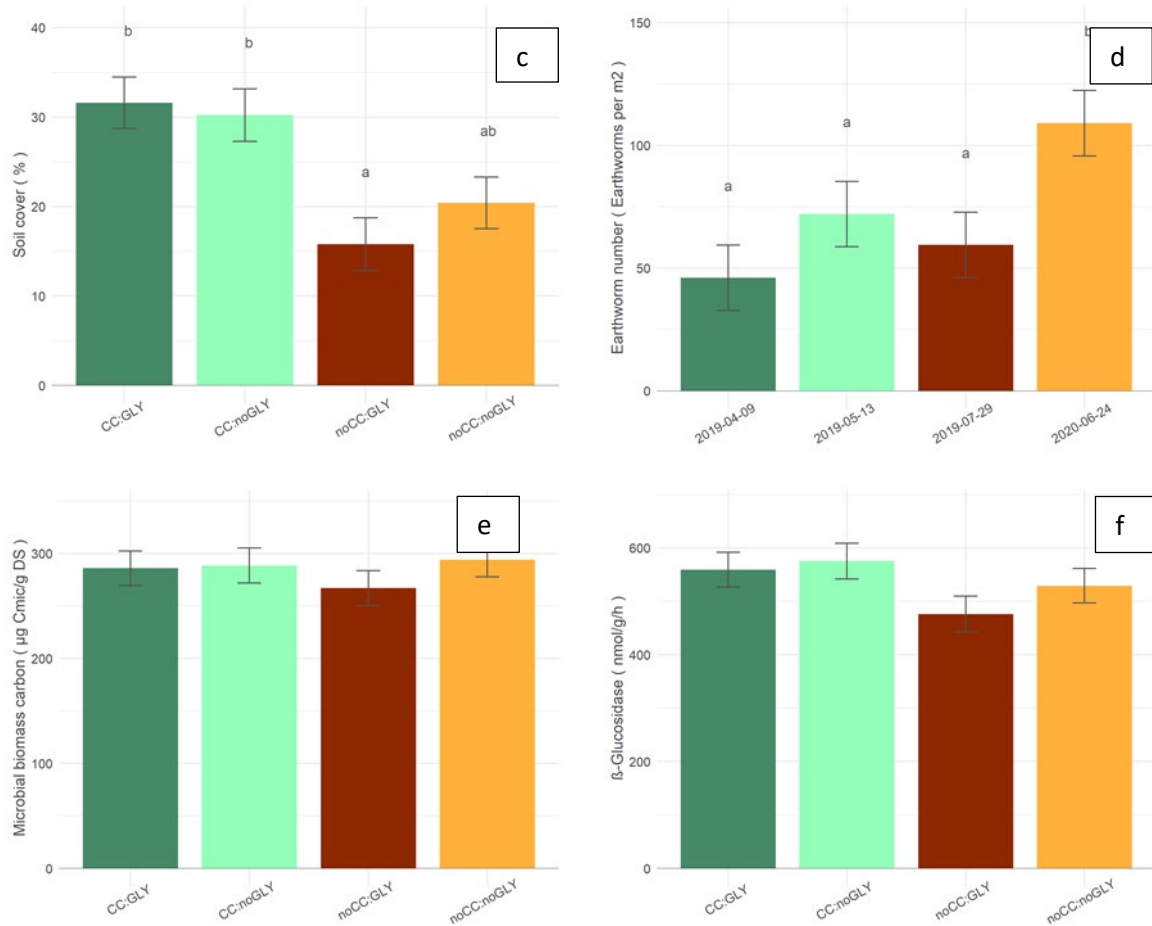 c
Soil cover ( % )
40
30
20
10
0
b
b
a
ab
CC:GLY
CC:noGLY
noCC:GLY
noCC:noGLY
d
Earthworm number ( Earthworms per m2 )
150
100
50
0
a
a
a
b
2019-04-09
2019-05-13
2019-07-29
2020-06-24
e
Microbial biomass carbon ( µg Cmic/g DS )
300
200
100
0
CC:GLY
CC:noGLY
noCC:GLY
noCC:noGLY
f
ß-Glucosidase ( nmol/g/h )
600
400
200
0
CC:GLY
CC:noGLY
noCC:GLY
noCC:noGLY